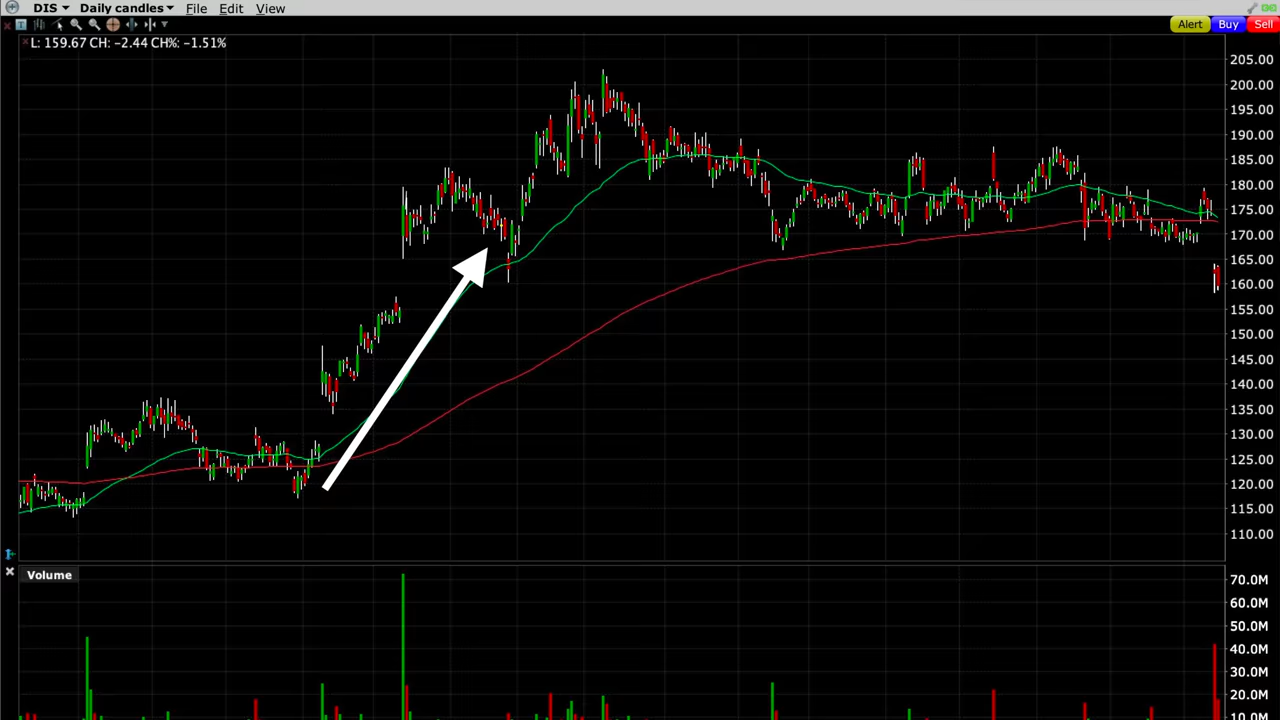 DIS Daily candles File Edit View
Alert Buy Sell
L: 159.67 CH: -2.44 CH%: -1.51%
205.00
200.00
195.00
190.00
185.00
180.00
175.00
170.00
165.00
160.00
155.00
150.00
145.00
140.00
135.00
130.00
125.00
120.00
115.00
110.00
Volume
70.0M
60.0M
50.0M
40.0M
30.0M
20.0M
10.0M